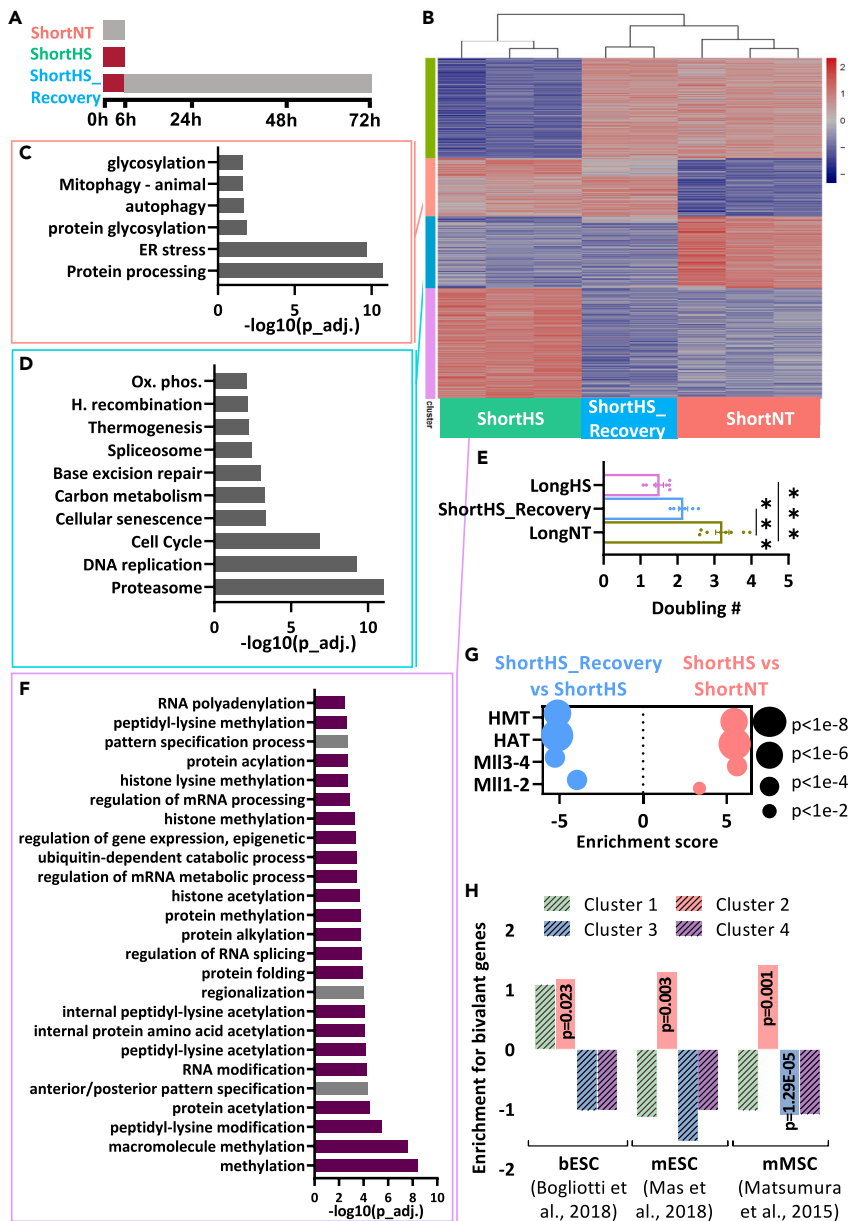 A
ShortNT
ShortHS
ShortHS_
Recovery
0h 6h 24h 48h 72h
B
2
1
0
–
–
cluster
ShortHS
ShortHS_
Recovery
ShortNT
C
glycosylation
Mitophagy - animal
autophagy
protein glycosylation
ER stress
Protein processing
0 5 10
-log10(p_adj.)
D
Ox. phos.
H. recombination
Thermogenesis
Spliceosome
Base excision repair
Carbon metabolism
Cellular senescence
Cell Cycle
DNA replication
Proteasome
0 5 10
-log10(p_adj.)
E
LongHS
ShortHS_Recovery
LongNT
* * *
* * *
0 1 2 3 4 5
Doubling #
F
RNA polyadenylation
peptidyl-lysine methylation
pattern specification process
protein acylation
histone lysine methylation
regulation of mRNA processing
histone methylation
regulation of gene expression, epigenetic
ubiquitin-dependent catabolic process
regulation of mRNA metabolic process
histone acetylation
protein methylation
protein alkylation
regulation of RNA splicing
protein folding
regionalization
internal peptidyl-lysine acetylation
internal protein amino acid acetylation
peptidyl-lysine acetylation
RNA modification
anterior/posterior pattern specification
protein acetylation
peptidyl-lysine modification
macromolecule methylation
methylation
0 2 4 6 8 10
-log10(p_adj.)
G
ShortHS_Recovery
vs ShortHS
ShortHS vs
ShortNT
HMT
HAT
Mll3-4
Mll1-2
p<1e-8
p<1e-6
p<1e-4
p<1e-2
-5 0 5
Enrichment score
H
Cluster 1 Cluster 2
Cluster 3 Cluster 4
Enrichment for bivalant genes
2
1
0
-1
-2
p=0.023
p=0.003
p=0.001
p=1.29E-05
bESC
(Bogliotti et
al., 2018)
mESC
(Mas et
al., 2018)
mMSC
(Matsumura
et al., 2015)